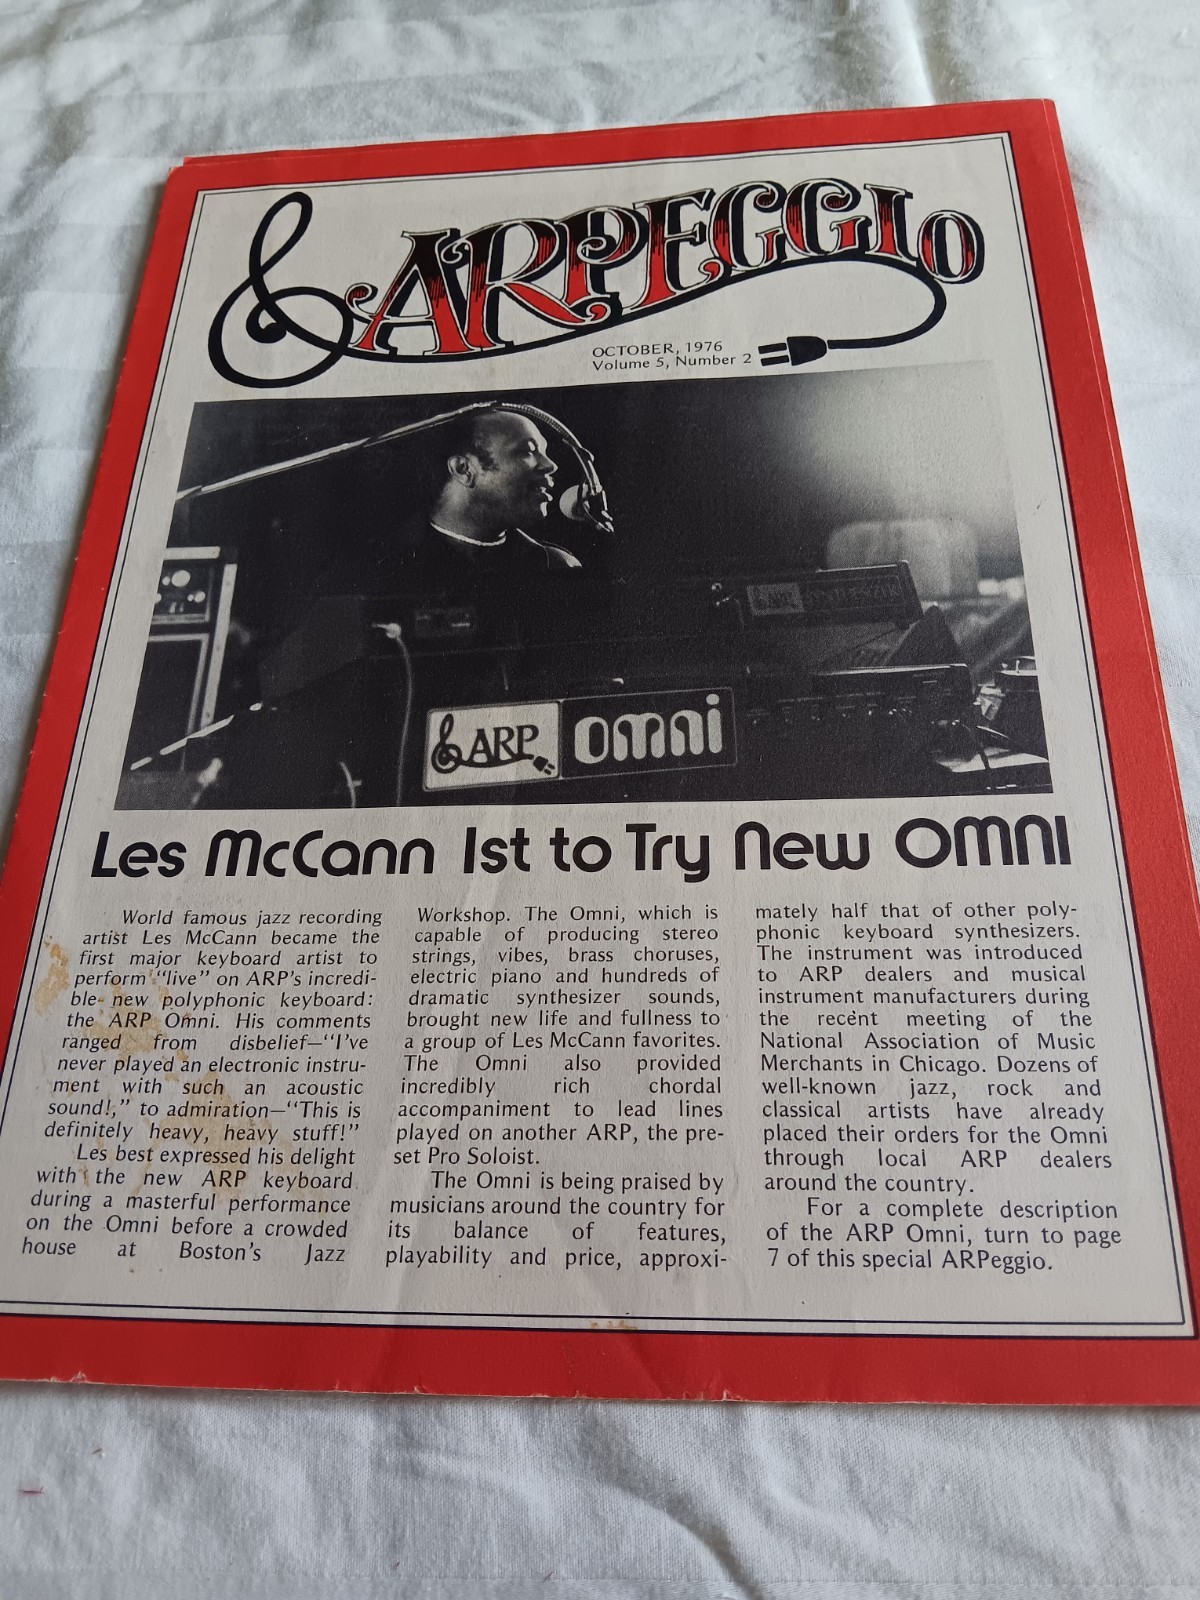 ARPEGGIO
OCTOBER, 1976
Volume 5, Number 2
ARP SYNTHESIZER
ARP omni
Les McCann 1st to Try New OMNI
World famous jazz recording
artist Les McCann became the
first major keyboard artist to
perform "live" on ARP's incredi-
ble new polyphonic keyboard:
the ARP Omni. His comments
ranged from disbelief—"I've
never played an electronic instru-
ment with such an acoustic
sound!," to admiration—"This is
definitely heavy, heavy stuff!"
Les best expressed his delight
with the new ARP keyboard
during a masterful performance
on the Omni before a crowded
house at Boston's Jazz
Workshop. The Omni, which is
capable of producing stereo
strings, vibes, brass choruses,
electric piano and hundreds of
dramatic synthesizer sounds,
brought new life and fullness to
a group of Les McCann favorites.
The Omni also provided
incredibly rich chordal
accompaniment to lead lines
played on another ARP, the pre-
set Pro Soloist.
The Omni is being praised by
musicians around the country for
its balance of features,
playability and price, approxi-
mately half that of other poly-
phonic keyboard synthesizers.
The instrument was introduced
to ARP dealers and musical
instrument manufacturers during
the recent meeting of the
National Association of Music
Merchants in Chicago. Dozens of
well-known jazz, rock and
classical artists have already
placed their orders for the Omni
through local ARP dealers
around the country.
For a complete description
of the ARP Omni, turn to page
7 of this special ARPeggio.